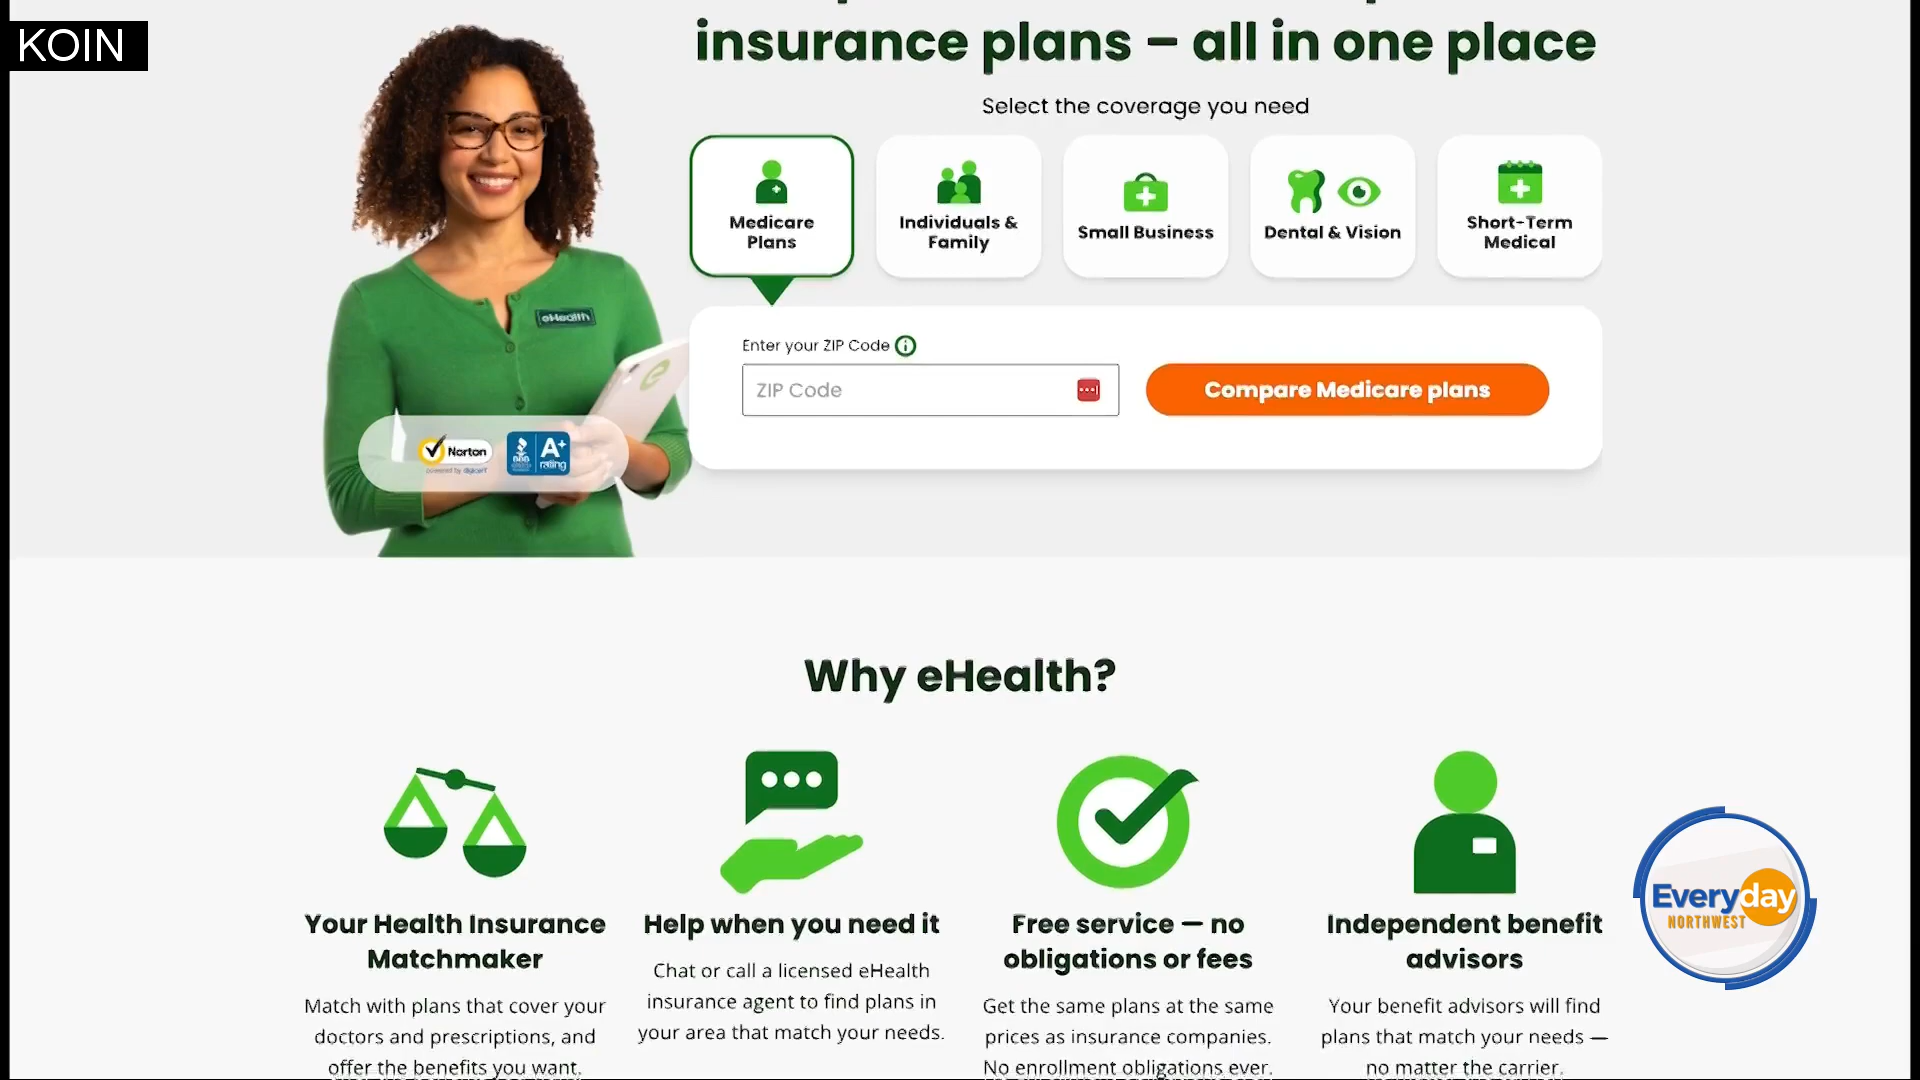 KOIN
insurance plans – all in one place
Select the coverage you need
Medicare
Plans
Individuals &
Family
Small Business
Dental & Vision
Short-Term
Medical
eHealth
Enter your ZIP Code
ZIP Code
Compare Medicare plans
Norton
powered by digicert
BBB
A+
rating
Why eHealth?
Your Health Insurance
Matchmaker
Match with plans that cover your
doctors and prescriptions, and
offer the benefits you want.
Help when you need it
Chat or call a licensed eHealth
insurance agent to find plans in
your area that match your needs.
Free service — no
obligations or fees
Get the same plans at the same
prices as insurance companies.
No enrollment obligations ever.
Independent benefit
advisors
Your benefit advisors will find
plans that match your needs —
no matter the carrier.
Everyday
NORTHWEST